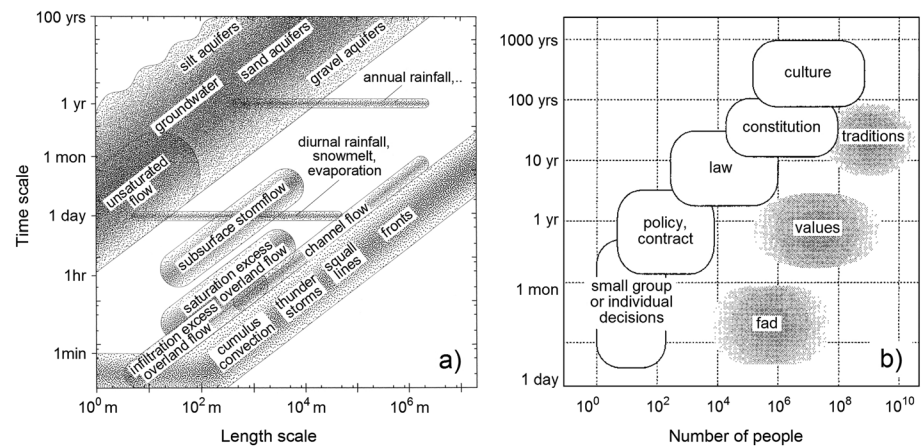 100 yrs
1 yr
1 mon
1 day
1hr
1min
Time scale
silt aquifers
sand aquifers
gravel aquifers
groundwater
annual rainfall,..
diurnal rainfall,
snowmelt,
evaporation
unsaturated
flow
subsurface stormflow
channel flow
saturation excess
overland flow
infiltration excess
overland flow
cumulus
convection
thunder
storms
squall
lines
fronts
a)
10⁰ m
10² m
10⁴ m
10⁶ m
Length scale
1000 yrs
100 yrs
10 yr
1 yr
1 mon
1 day
culture
constitution
traditions
law
policy,
contract
values
small group
or individual
decisions
fad
b)
10⁰
10²
10⁴
10⁶
10⁸
10¹⁰
Number of people